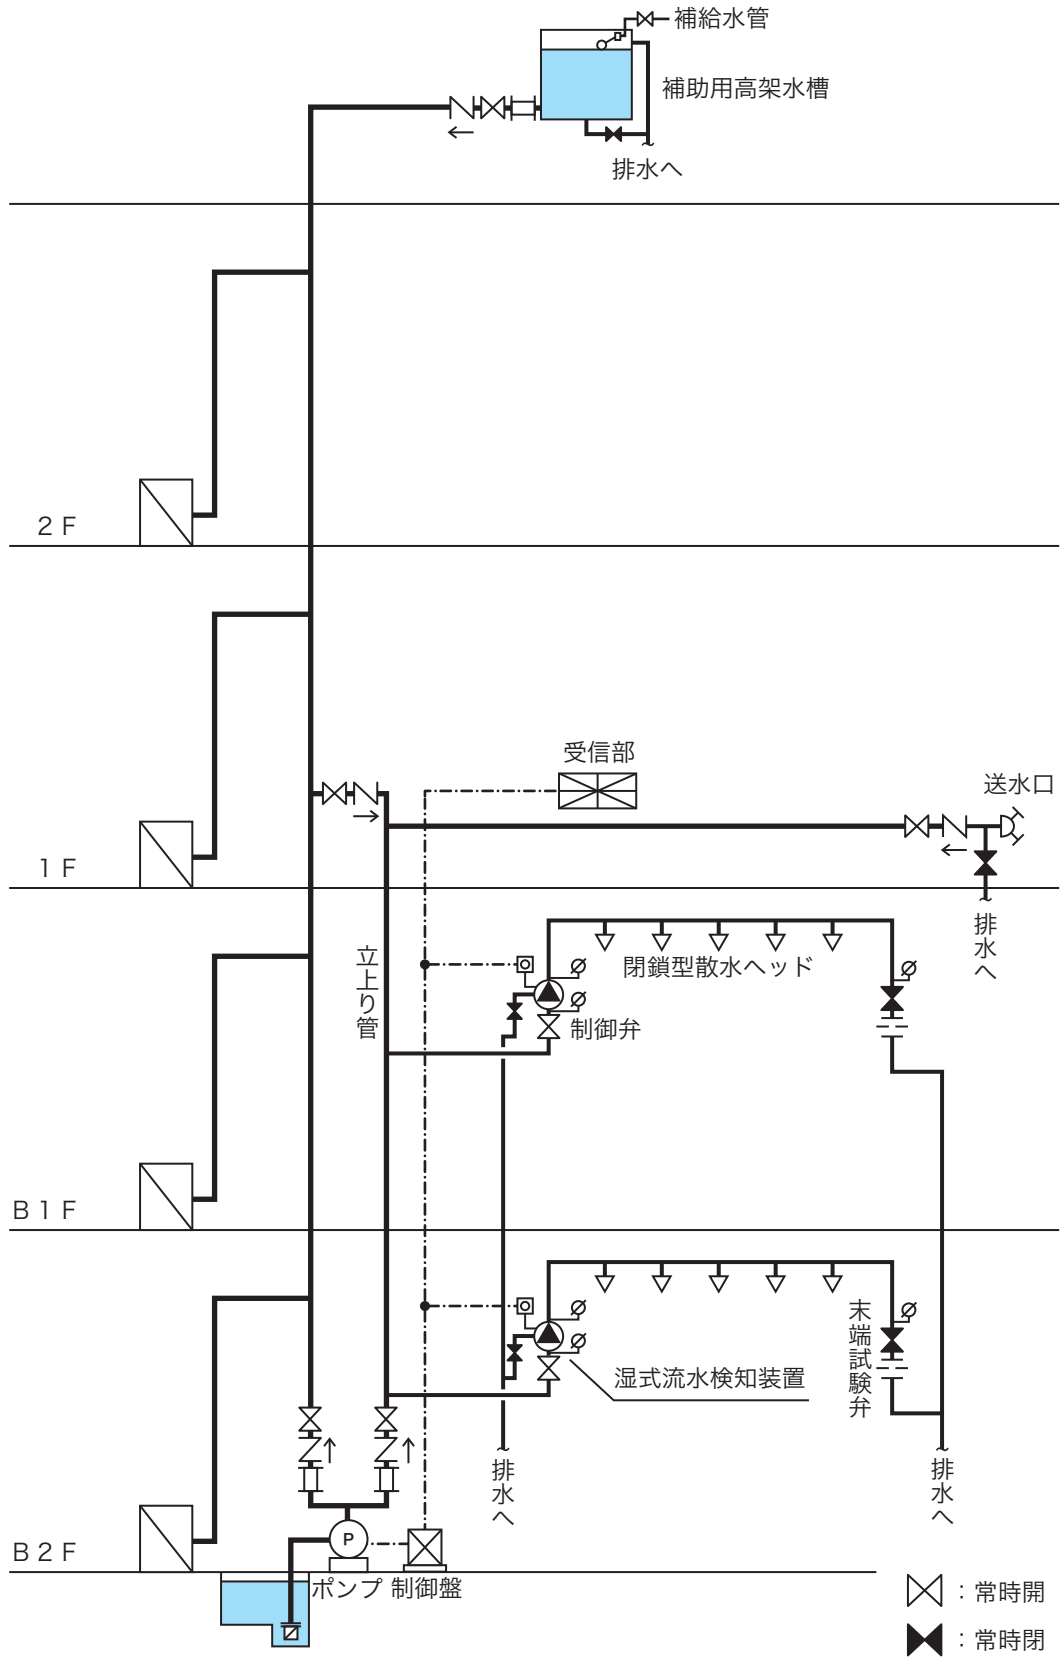 補給水管
補助用高架水槽
排水へ
２Ｆ
受信部
送水口
１Ｆ
排水へ
立上り管
閉鎖型散水ヘッド
制御弁
Ｂ１Ｆ
末端試験弁
湿式流水検知装置
排水へ
排水へ
P
Ｂ２Ｆ
ポンプ 制御盤
：常時開
：常時閉